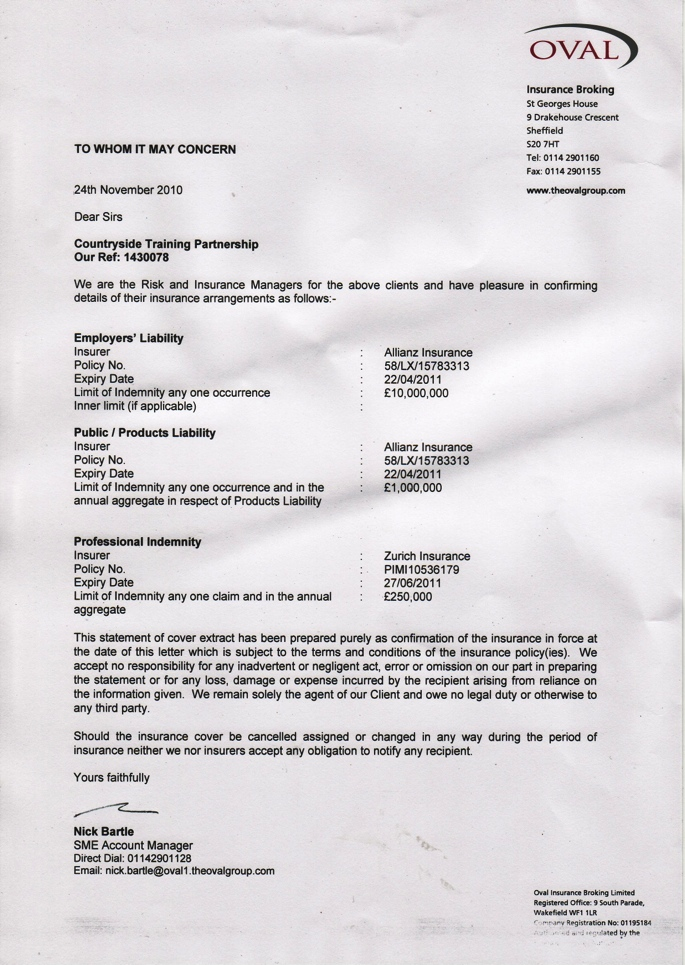 OVAL
Insurance Broking
St Georges House
9 Drakehouse Crescent
Sheffield
S20 7HT
Tel: 0114 2901160
Fax: 0114 2901155
www.theovalgroup.com
TO WHOM IT MAY CONCERN
24th November 2010
Dear Sirs
Countryside Training Partnership
Our Ref: 1430078
We are the Risk and Insurance Managers for the above clients and have pleasure in confirming
details of their insurance arrangements as follows:-
Employers' Liability
Insurer : Allianz Insurance
Policy No. : 58/LX/15783313
Expiry Date : 22/04/2011
Limit of Indemnity any one occurrence : £10,000,000
Inner limit (if applicable) :
Public / Products Liability
Insurer : Allianz Insurance
Policy No. : 58/LX/15783313
Expiry Date : 22/04/2011
Limit of Indemnity any one occurrence and in the : £1,000,000
annual aggregate in respect of Products Liability
Professional Indemnity
Insurer : Zurich Insurance
Policy No. : PIMI10536179
Expiry Date : 27/06/2011
Limit of Indemnity any one claim and in the annual : £250,000
aggregate
This statement of cover extract has been prepared purely as confirmation of the insurance in force at
the date of this letter which is subject to the terms and conditions of the insurance policy(ies). We
accept no responsibility for any inadvertent or negligent act, error or omission on our part in preparing
the statement or for any loss, damage or expense incurred by the recipient arising from reliance on
the information given. We remain solely the agent of our Client and owe no legal duty or otherwise to
any third party.
Should the insurance cover be cancelled assigned or changed in any way during the period of
insurance neither we nor insurers accept any obligation to notify any recipient.
Yours faithfully
Nick Bartle
SME Account Manager
Direct Dial: 01142901128
Email: nick.bartle@oval1.theovalgroup.com
Oval Insurance Broking Limited
Registered Office: 9 South Parade,
Wakefield WF1 1LR
Company Registration No: 01195184
Authorised and regulated by the